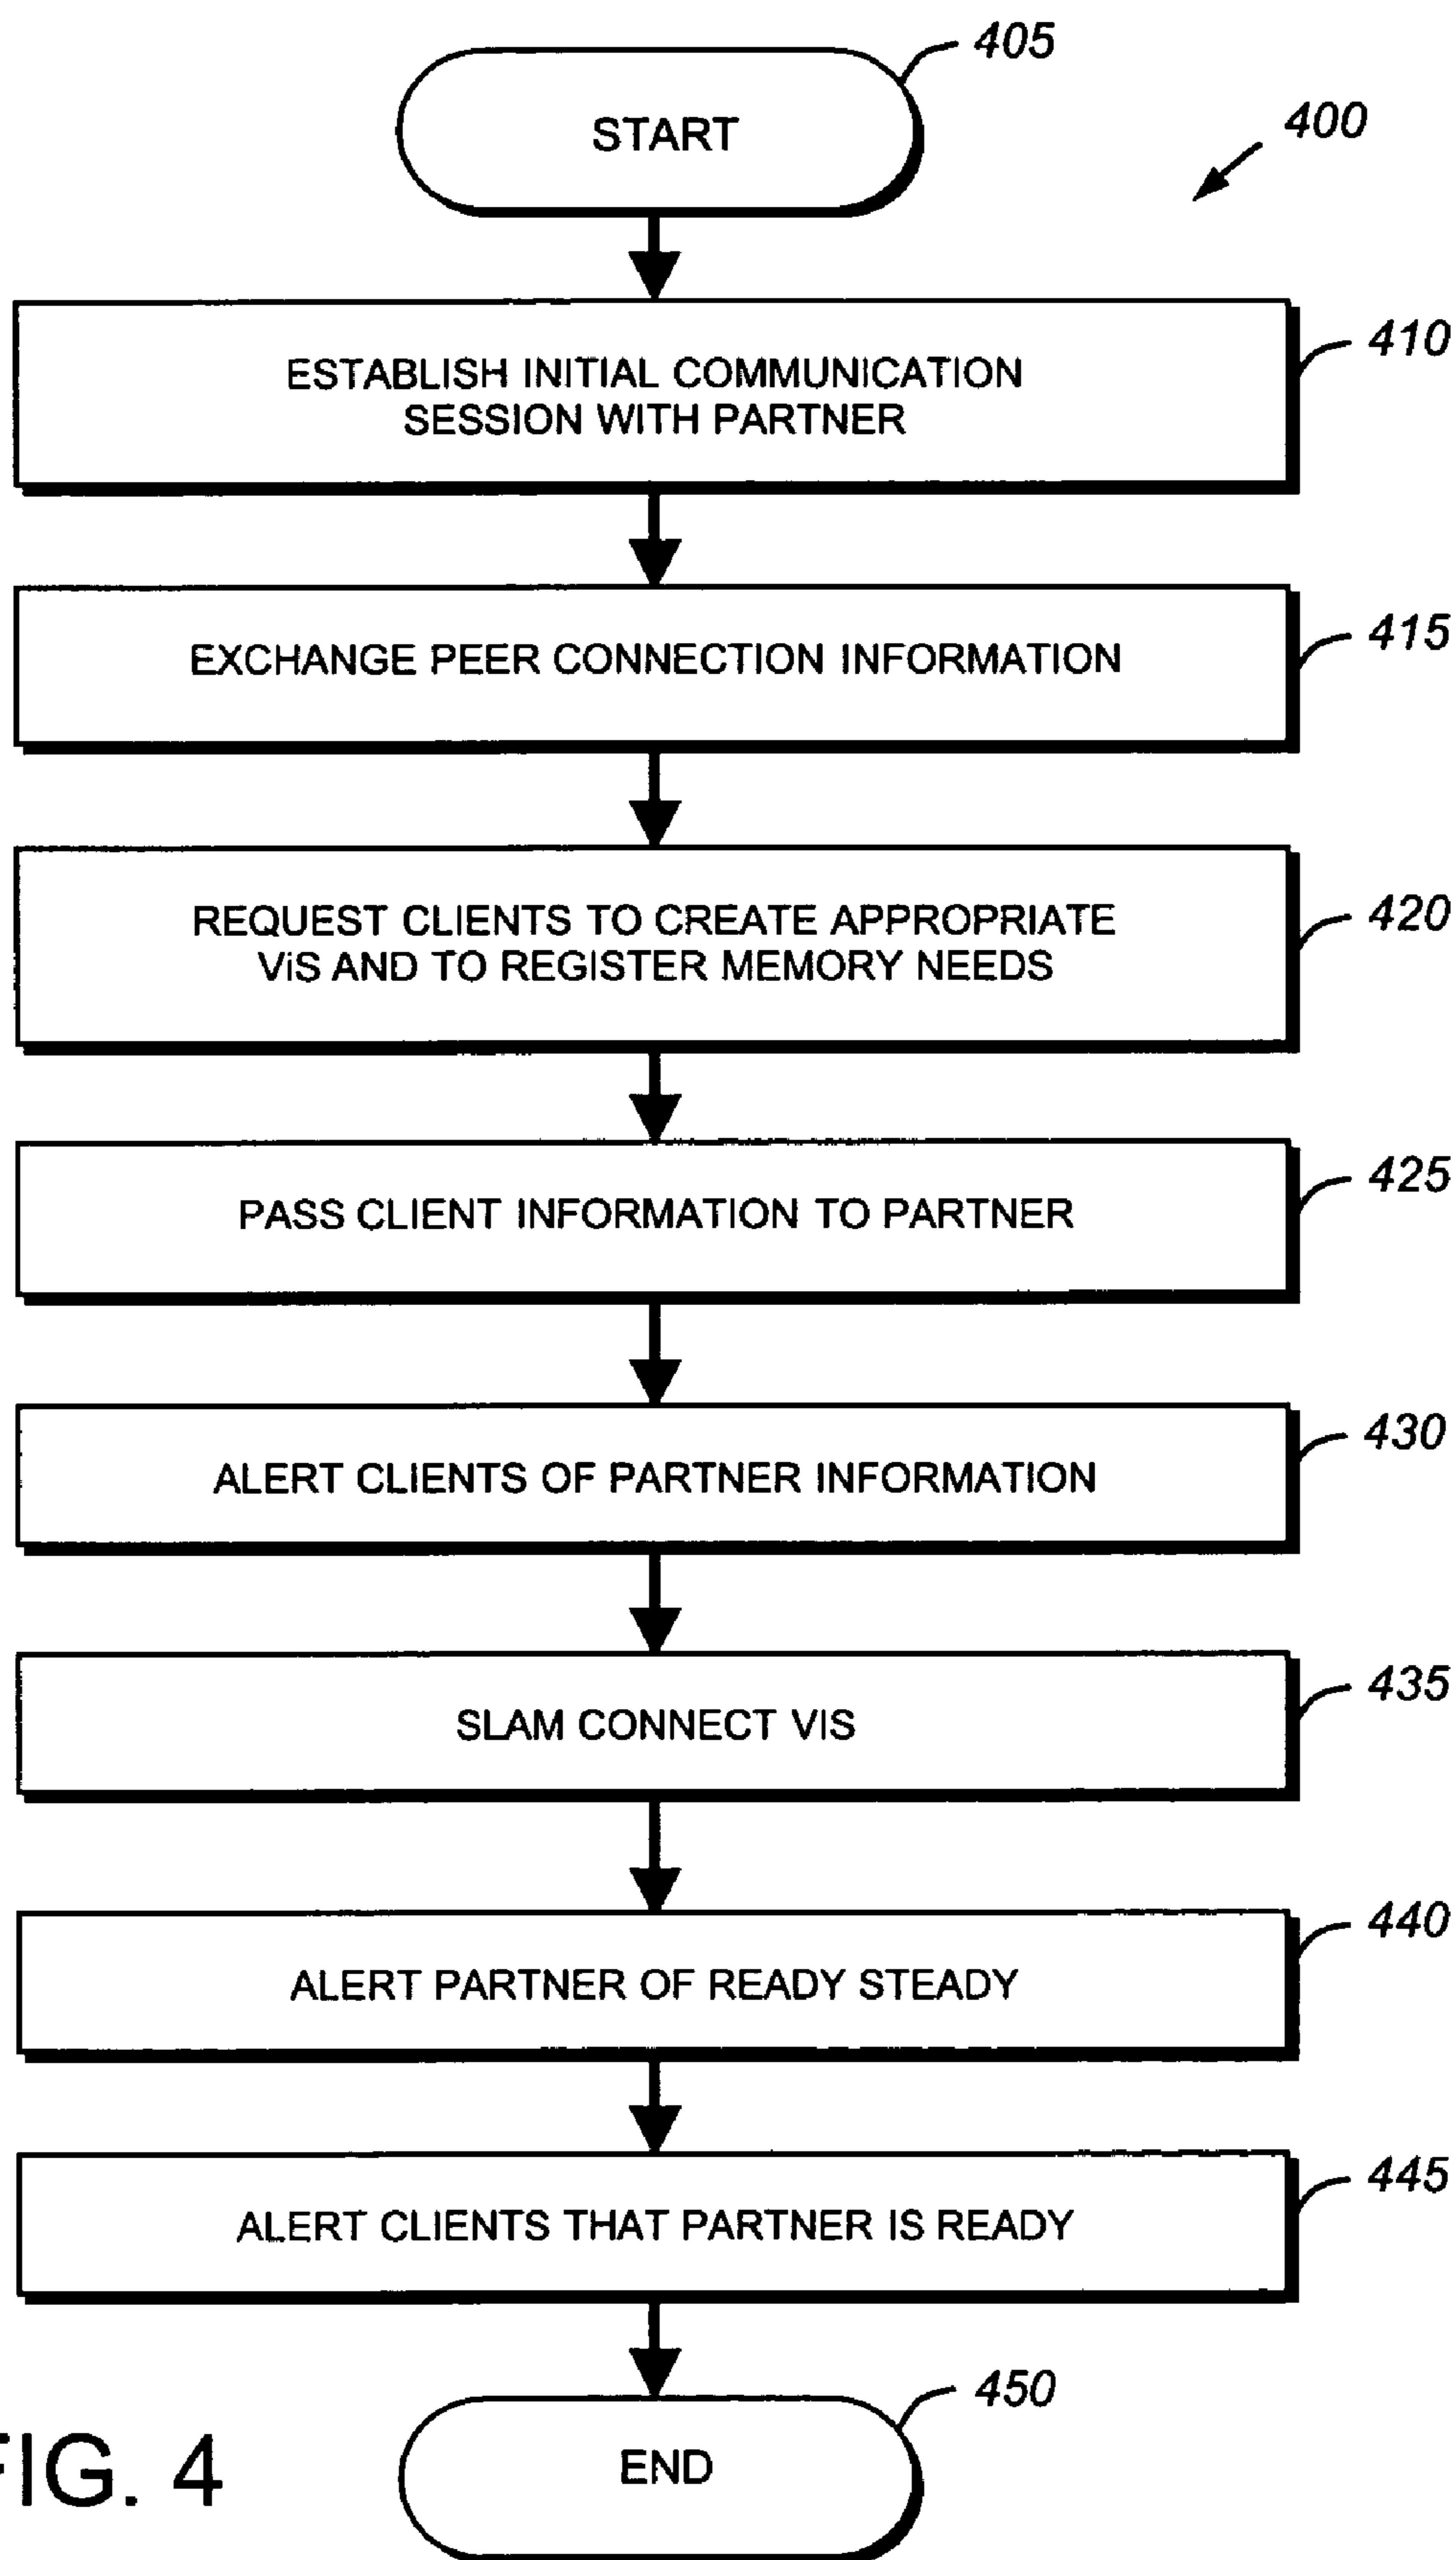 405
START
400
ESTABLISH INITIAL COMMUNICATION
SESSION WITH PARTNER
410
EXCHANGE PEER CONNECTION INFORMATION
415
REQUEST CLIENTS TO CREATE APPROPRIATE
ViS AND TO REGISTER MEMORY NEEDS
420
PASS CLIENT INFORMATION TO PARTNER
425
ALERT CLIENTS OF PARTNER INFORMATION
430
SLAM CONNECT VIS
435
ALERT PARTNER OF READY STEADY
440
ALERT CLIENTS THAT PARTNER IS READY
445
END
450
FIG. 4